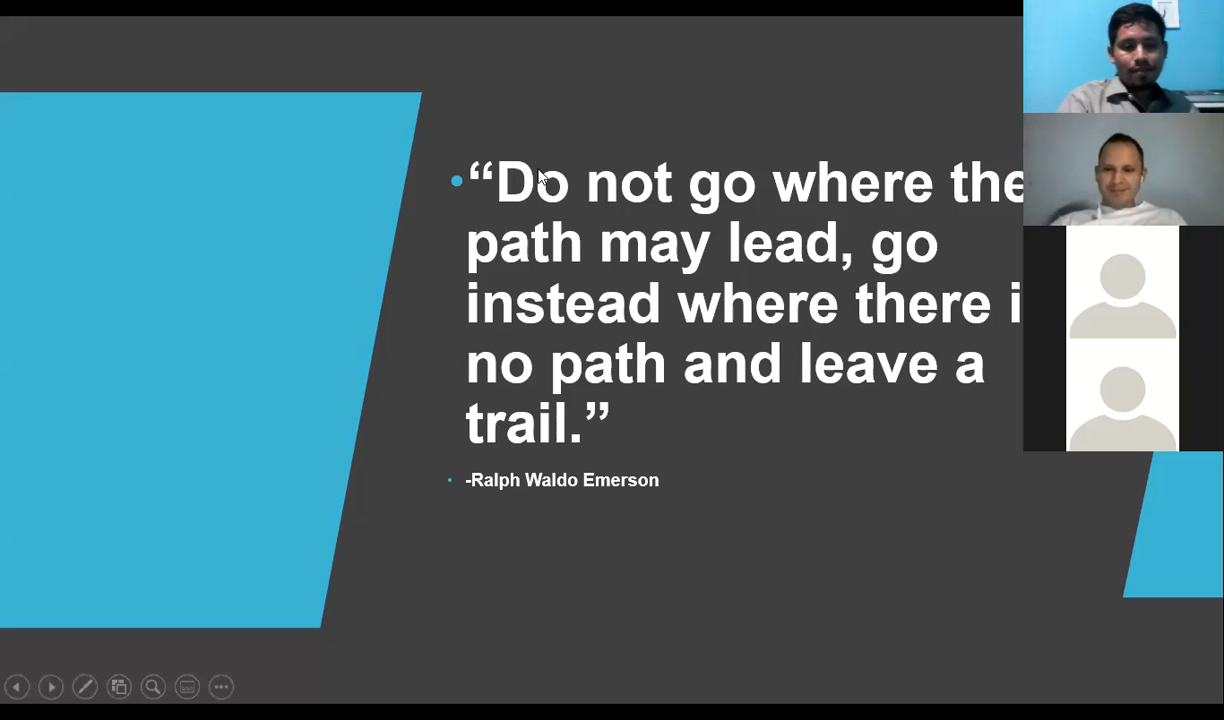 “Do not go where the
path may lead, go
instead where there
no path and leave a
trail.”
-Ralph Waldo Emerson